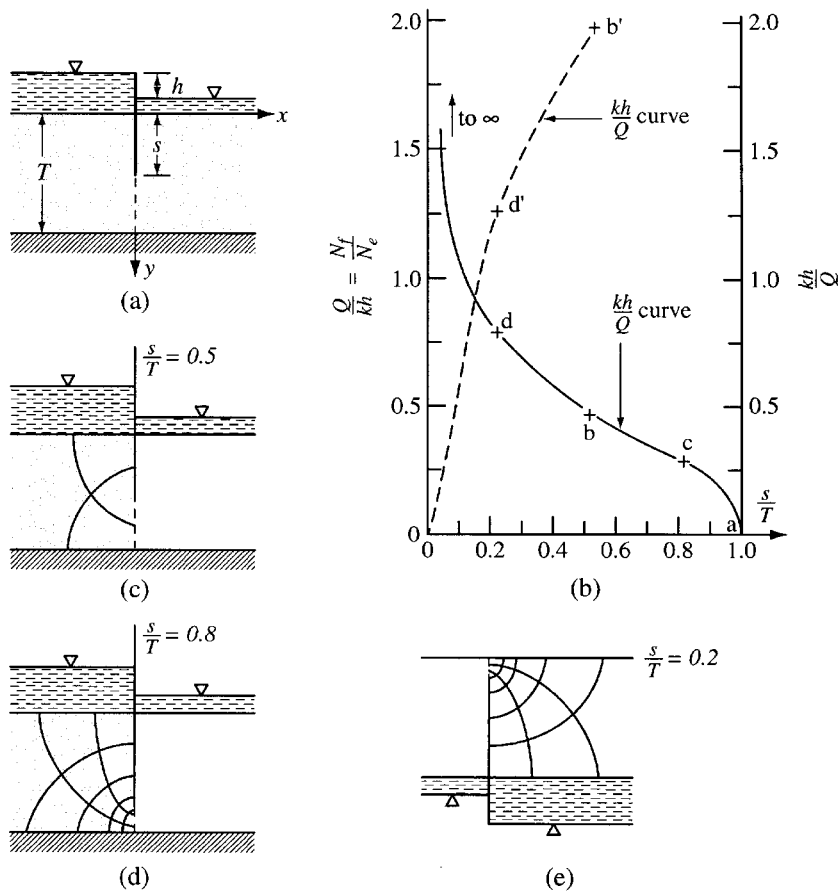 h
x
s
T
y
(a)
s/T = 0.5
(c)
s/T = 0.8
(d)
2.0
1.5
1.0
0.5
0
Q/kh = N_f/N_e
to ∞
b'
kh/Q curve
d'
d
kh/Q curve
b
c
a
2.0
1.5
1.0
0.5
0
kh/Q
s/T
0 0.2 0.4 0.6 0.8 1.0
(b)
s/T = 0.2
(e)